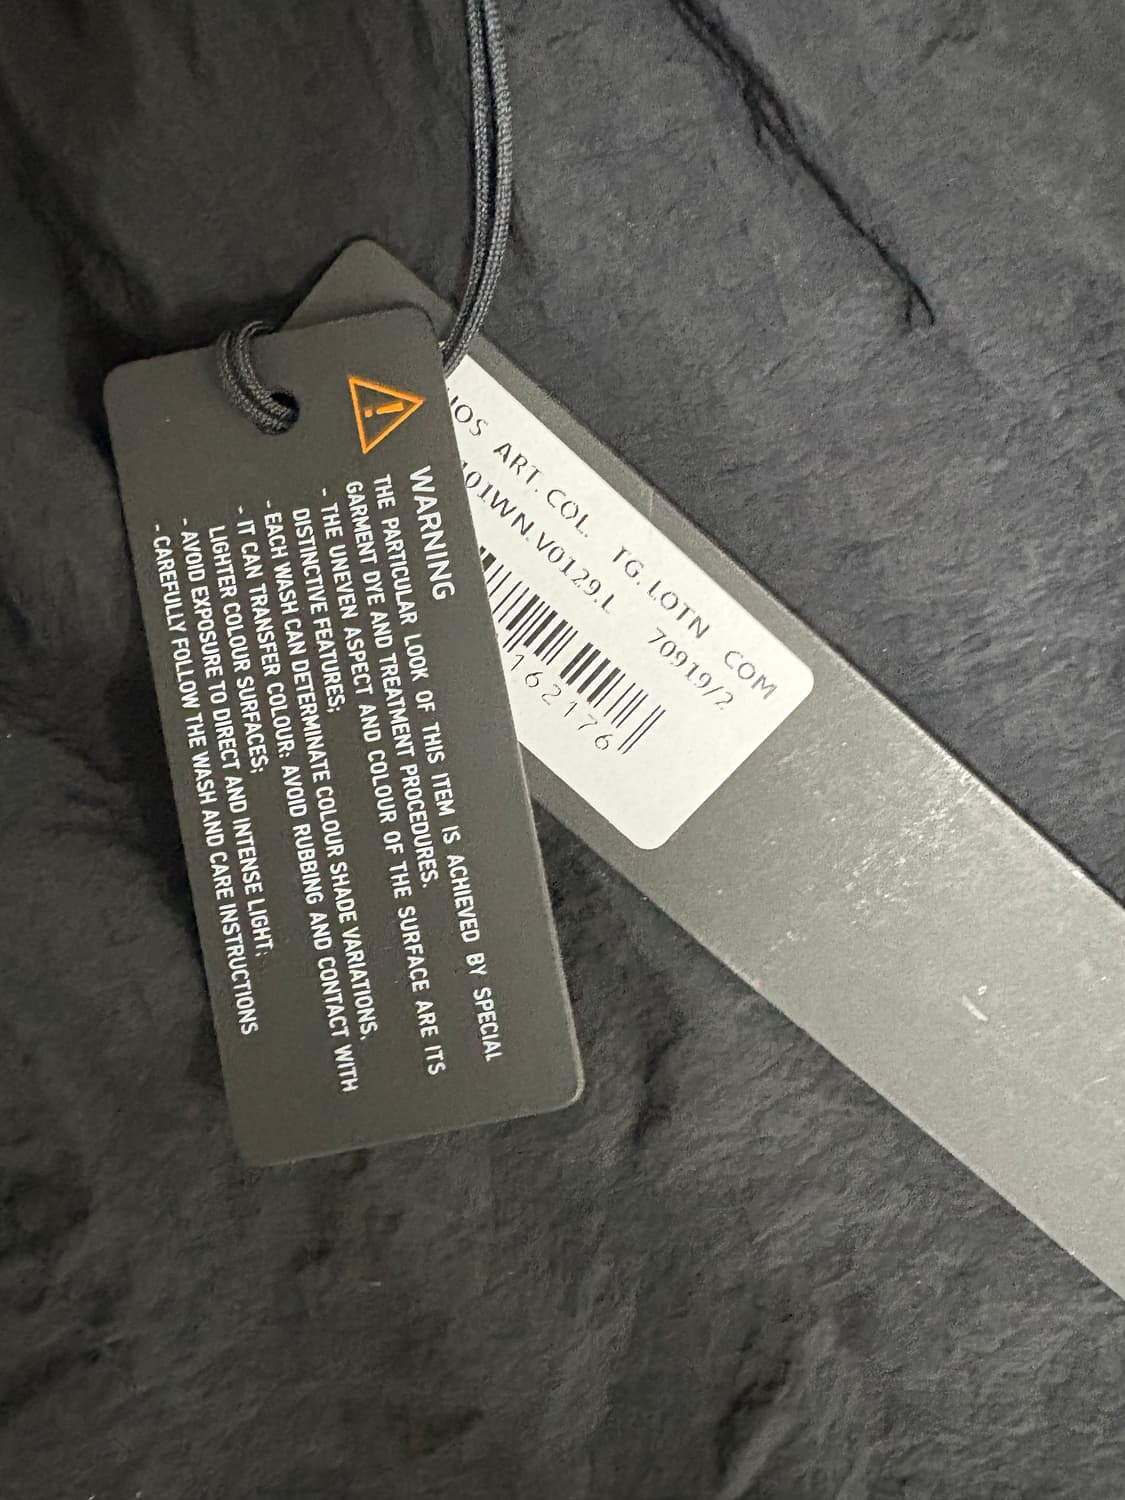 WARNING
THE PARTICULAR LOOK OF THIS ITEM IS ACHIEVED BY SPECIAL
GARMENT DYE AND TREATMENT PROCEDURES.
- THE UNEVEN ASPECT AND COLOUR OF THE SURFACE ARE ITS
DISTINCTIVE FEATURES;
- EACH WASH CAN DETERMINATE COLOUR SHADE VARIATIONS.
- IT CAN TRANSFER COLOUR: AVOID RUBBING AND CONTACT WITH
LIGHTER COLOUR SURFACES;
- AVOID EXPOSURE TO DIRECT AND INTENSE LIGHT;
- CAREFULLY FOLLOW THE WASH AND CARE INSTRUCTIONS
ART. COL. TG. LOTN COM
01WN.V0129.L 70919/2
162176